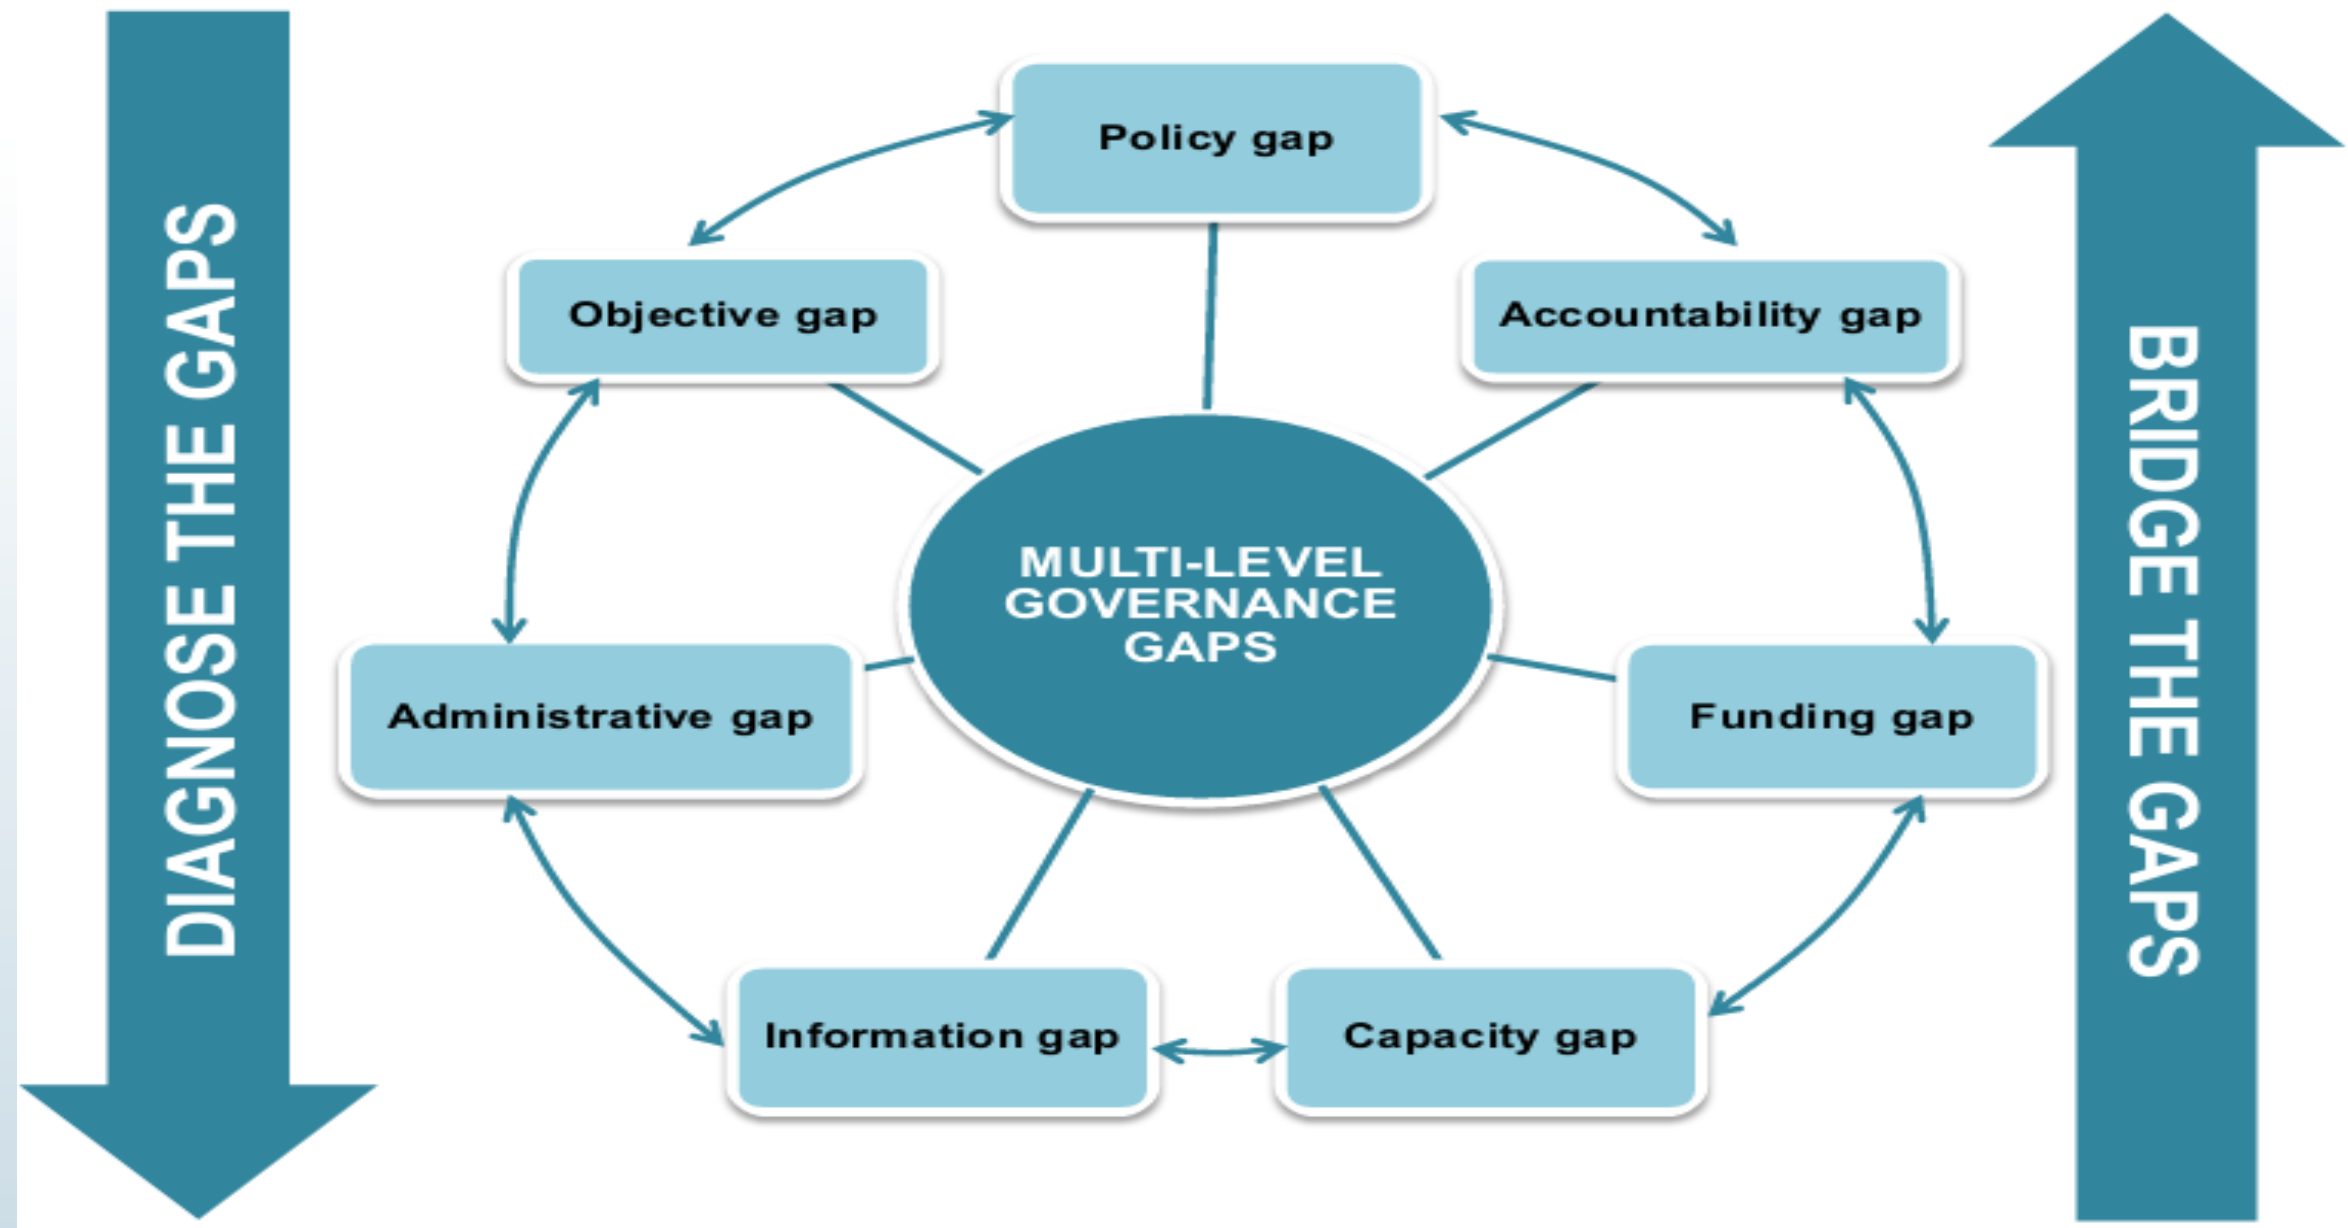 DIAGNOSE THE GAPS
Policy gap
Objective gap
Accountability gap
MULTI-LEVEL
GOVERNANCE
GAPS
Administrative gap
Funding gap
Information gap
Capacity gap
BRIDGE THE GAPS